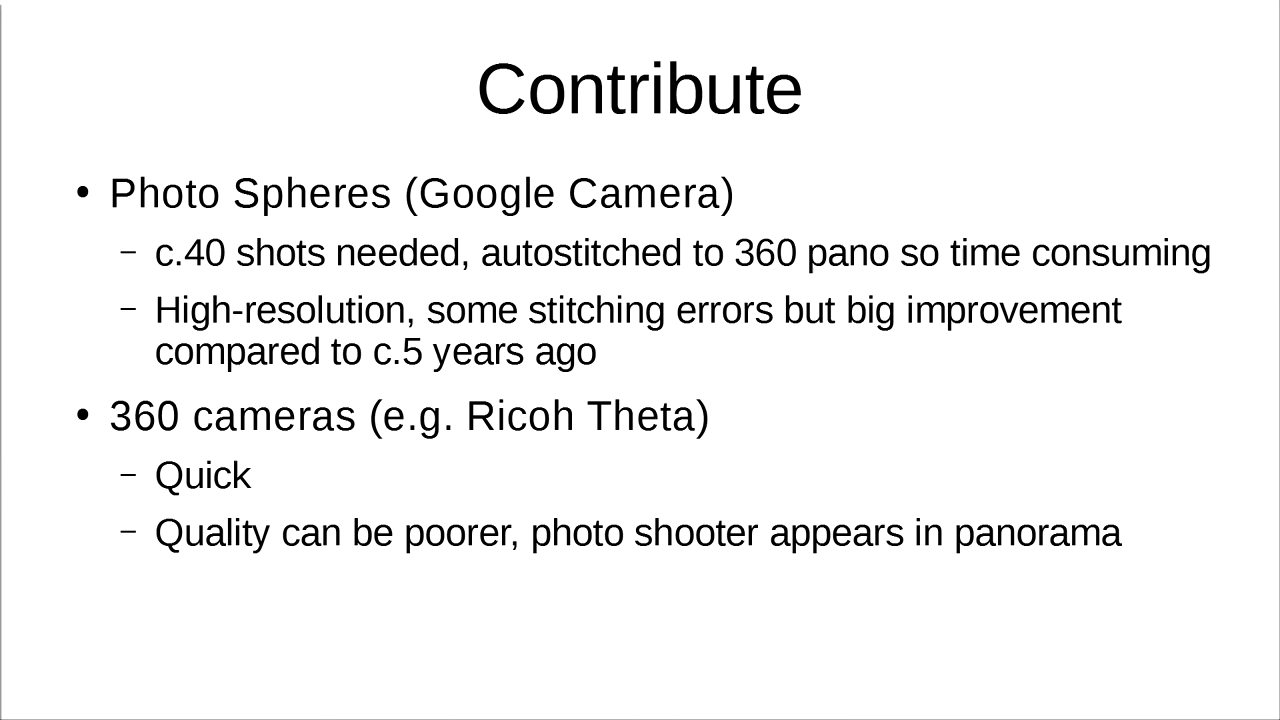 Contribute
• Photo Spheres (Google Camera)
– c.40 shots needed, autostitched to 360 pano so time consuming
– High-resolution, some stitching errors but big improvement
compared to c.5 years ago
• 360 cameras (e.g. Ricoh Theta)
– Quick
– Quality can be poorer, photo shooter appears in panorama